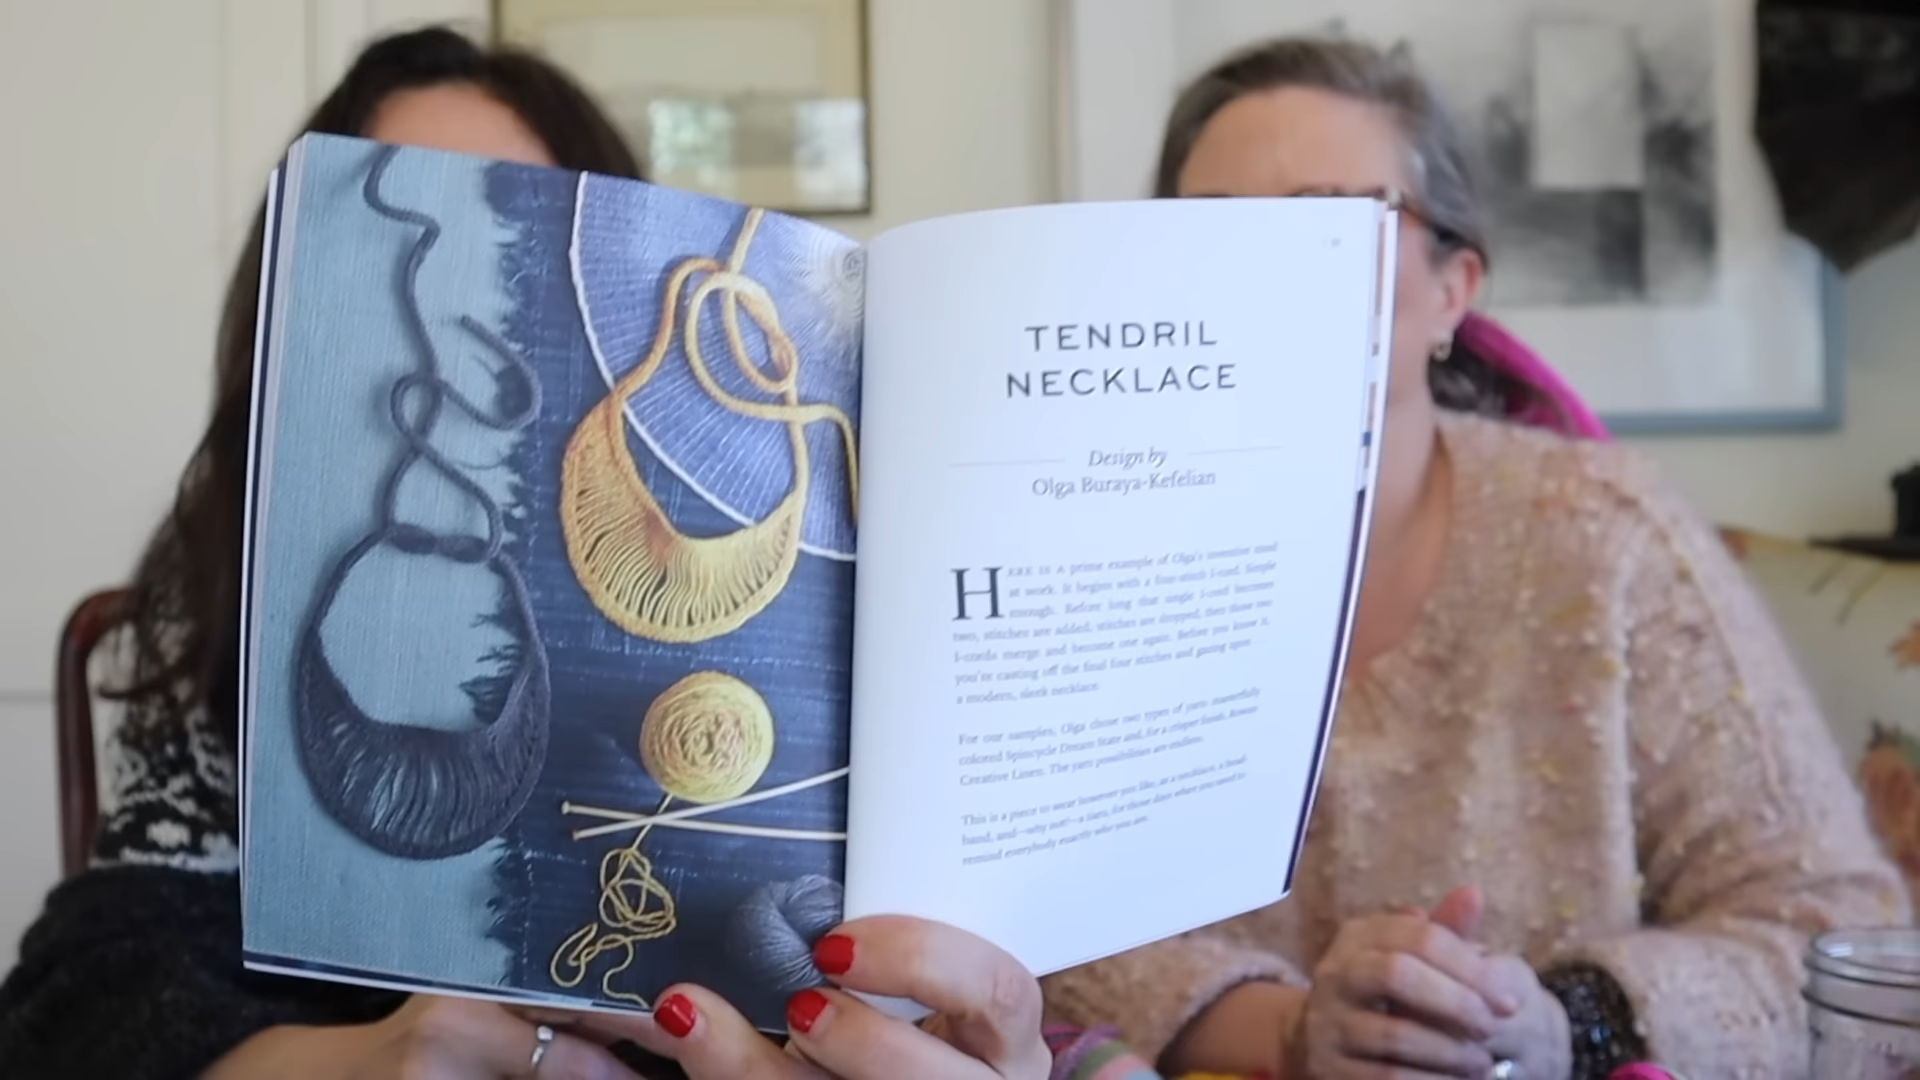 TENDRIL
NECKLACE
Design by
Olga Buraya-Kefelian
HERE IS A prime example of Olga's inventive mind
at work. It begins with a four-stitch I-cord. Simple
enough. Before long that single I-cord becomes
two, stitches are added, stitches are dropped, then those two
I-cords merge and become one again. Before you know it,
you're casting off the final four stitches and gazing upon
a modern, sleek necklace.
For our samples, Olga chose two types of yarn: masterfully
colored Spincycle Dream State and, for a crisper finish, Rowan
Creative Linen. The yarn possibilities are endless.
This is a piece to wear however you like, as a necklace, a head-
band, and—why not?—a tiara, for those days when you need to
remind everybody exactly who you are.